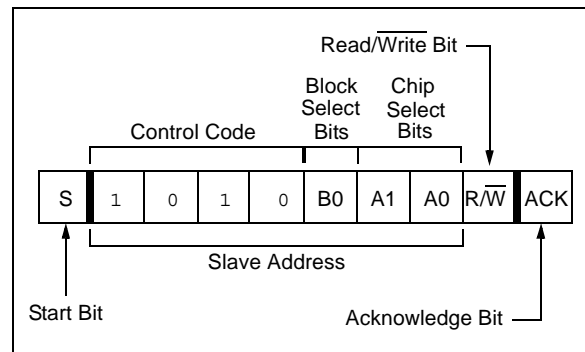 Read/Write Bit
Block Select Bits
Chip Select Bits
Control Code
S 1 0 1 0 B0 A1 A0 R/W ACK
Slave Address
Start Bit
Acknowledge Bit